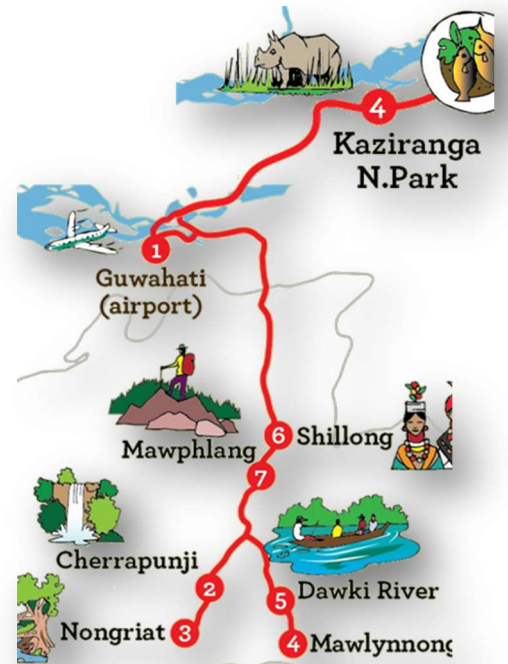 4
Kaziranga
N.Park
1
Guwahati
(airport)
6 Shillong
Mawphlang
7
Cherrapunji
2
5 Dawki River
Nongriat 3
4 Mawlynnong